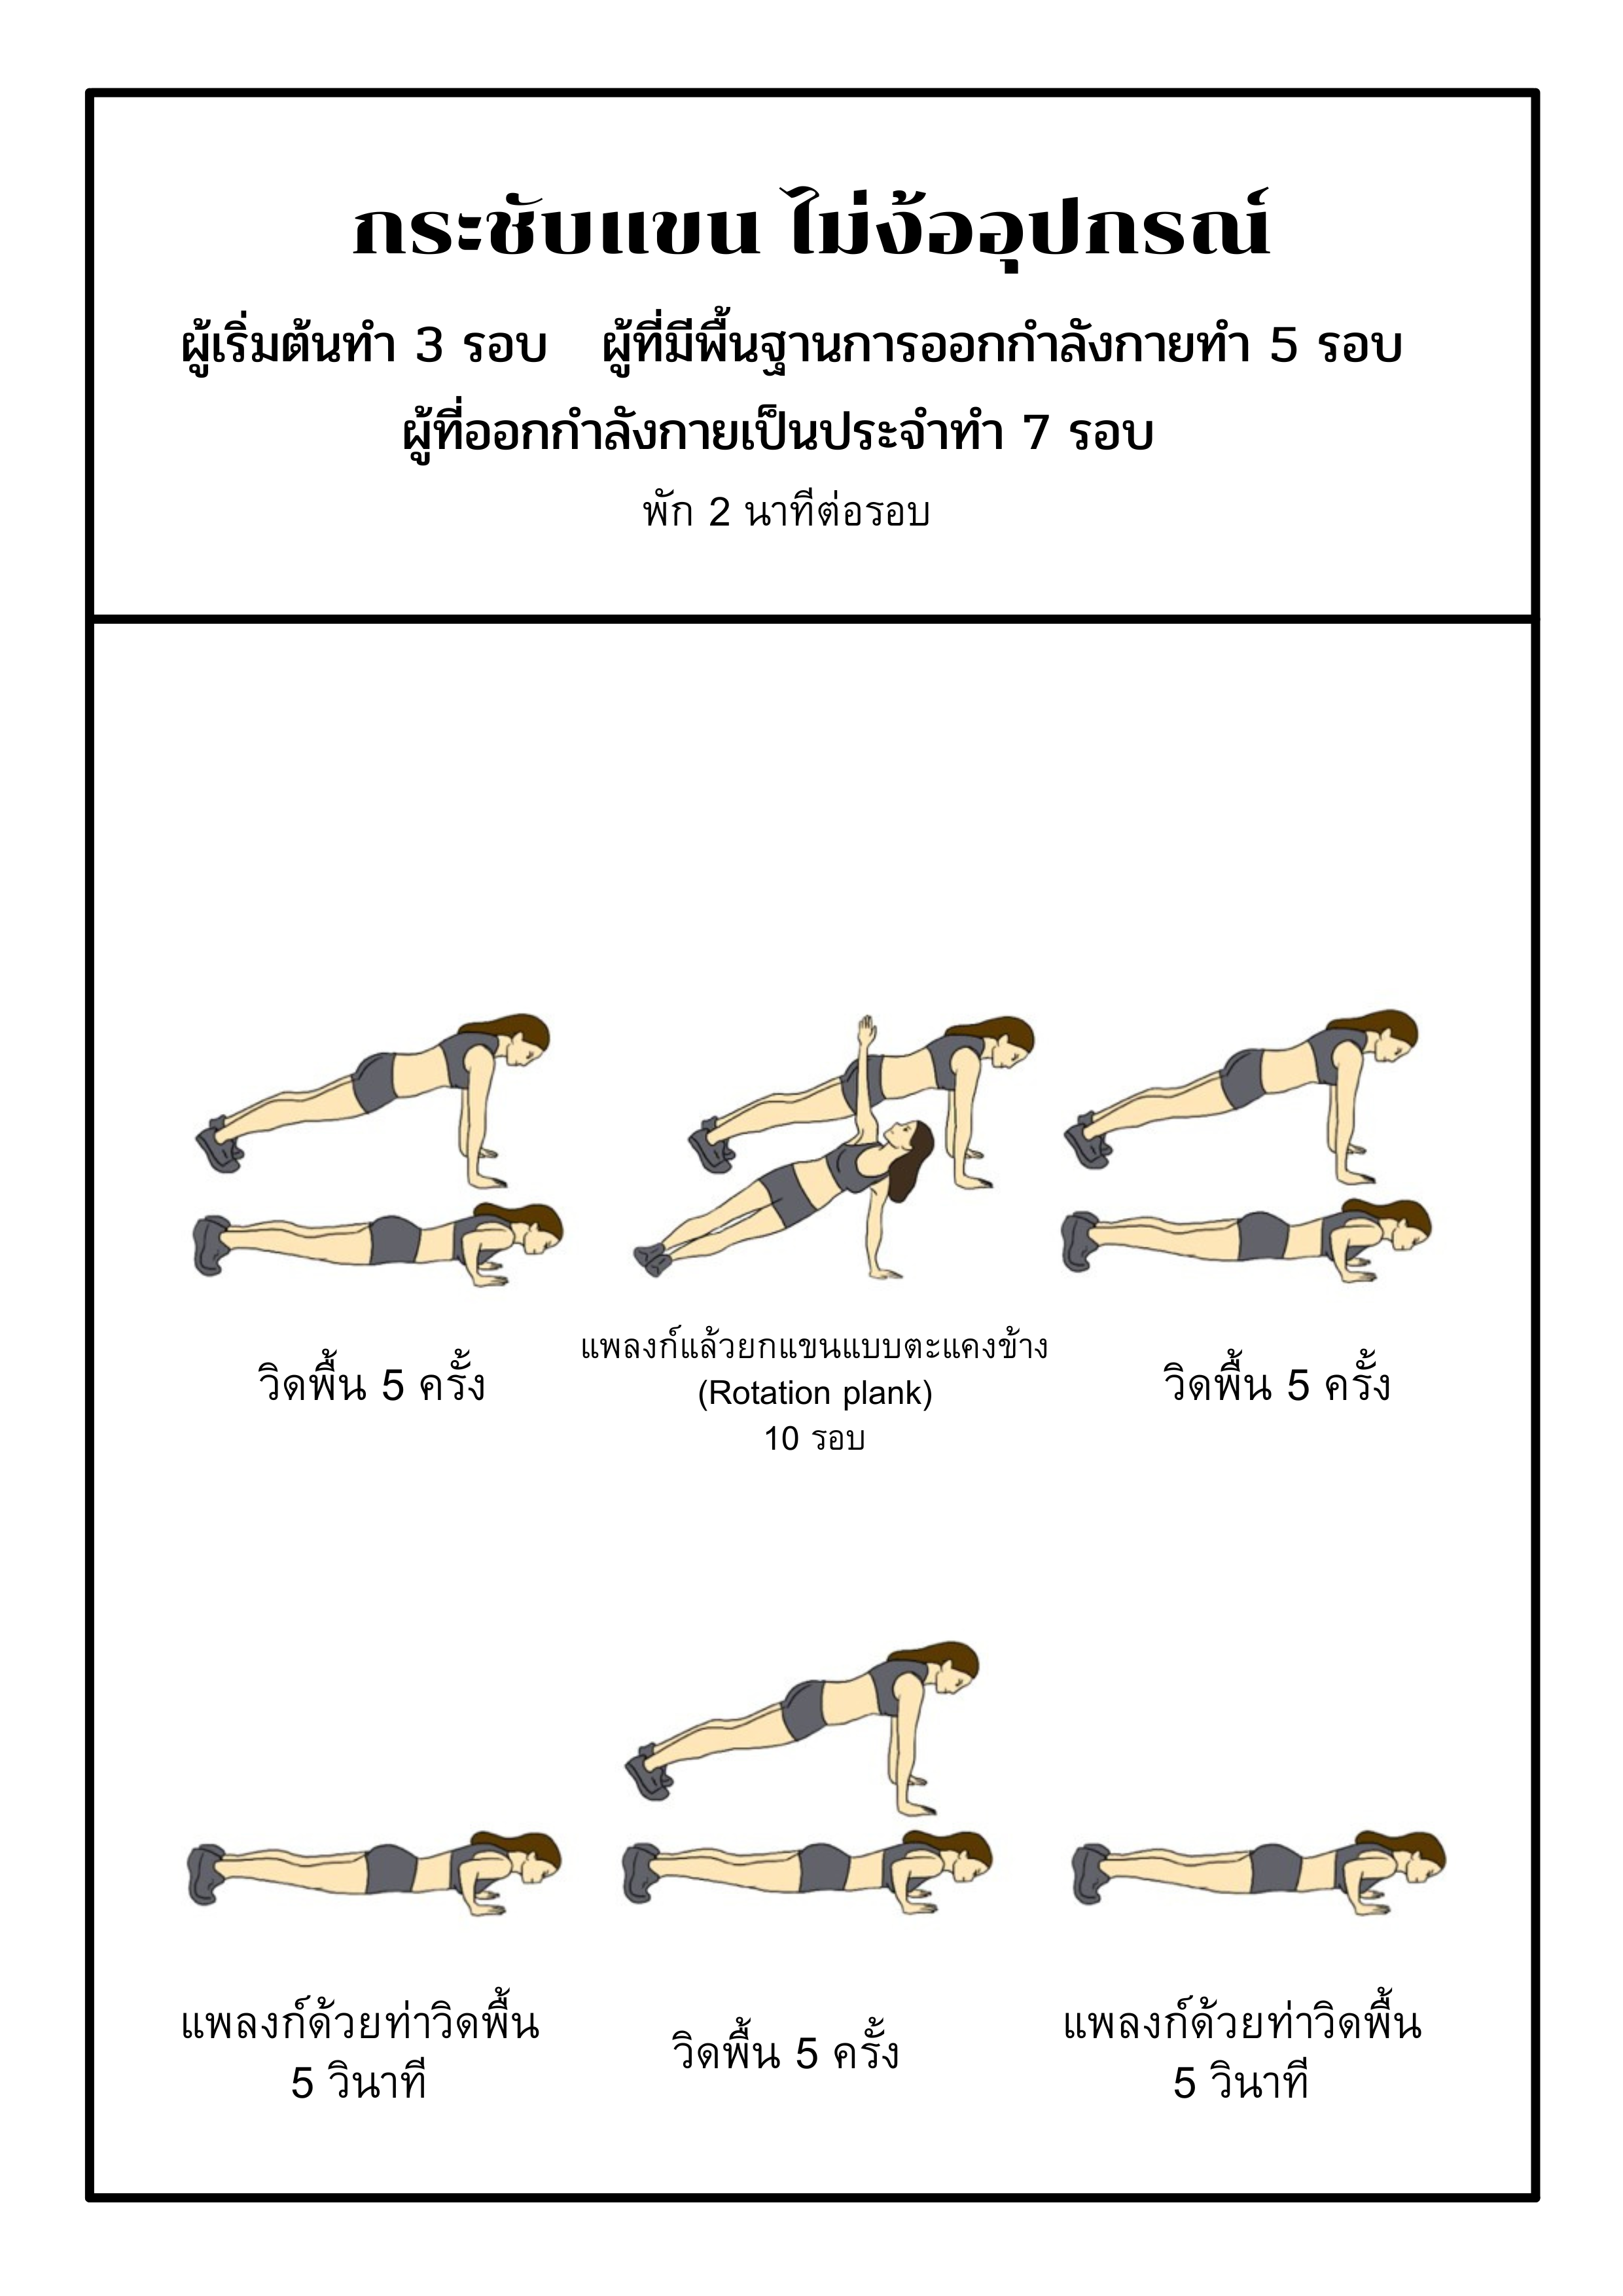 กระชับแขน ไม่ง้ออุปกรณ์
ผู้เริ่มต้นทำ 3 รอบ ผู้ที่มีพื้นฐานการออกกำลังกายทำ 5 รอบ
ผู้ที่ออกกำลังกายเป็นประจำทำ 7 รอบ
พัก 2 นาทีต่อรอบ
วิดพื้น 5 ครั้ง
แพลงก์แล้วยกแขนแบบตะแคงข้าง
(Rotation plank)
10 รอบ
วิดพื้น 5 ครั้ง
แพลงก์ด้วยท่าวิดพื้น
5 วินาที
วิดพื้น 5 ครั้ง
แพลงก์ด้วยท่าวิดพื้น
5 วินาที